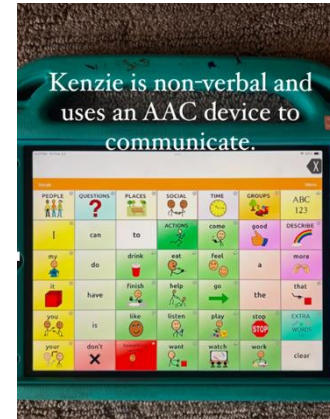 Kenzie is non-verbal and
uses an AAC device to
communicate.
X
PEOPLE QUESTIONS PLACES SOCIAL TIME GROUPS ABC 123
?
I can to ACTIONS come good DESCRIBE
my do drink eat feel a more
it have finish help go the that
you is like listen play stop EXTRA WORDS
STOP
your don't want watch work clear